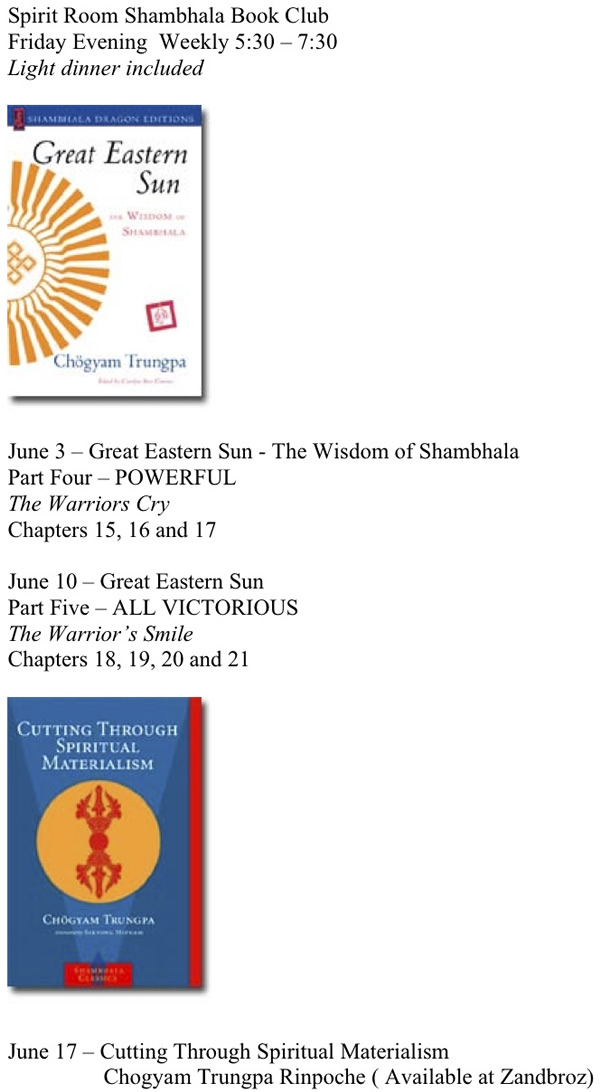 Spirit Room Shambhala Book Club
Friday Evening Weekly 5:30 – 7:30
Light dinner included
SHAMBHALA DRAGON EDITIONS
Great Eastern
Sun
THE WISDOM OF
SHAMBHALA
Chögyam Trungpa
June 3 – Great Eastern Sun - The Wisdom of Shambhala
Part Four – POWERFUL
The Warriors Cry
Chapters 15, 16 and 17
June 10 – Great Eastern Sun
Part Five – ALL VICTORIOUS
The Warrior’s Smile
Chapters 18, 19, 20 and 21
CUTTING THROUGH
SPIRITUAL
MATERIALISM
CHÖGYAM TRUNGPA
SHAMBHALA
CLASSICS
June 17 – Cutting Through Spiritual Materialism
Chogyam Trungpa Rinpoche ( Available at Zandbroz)